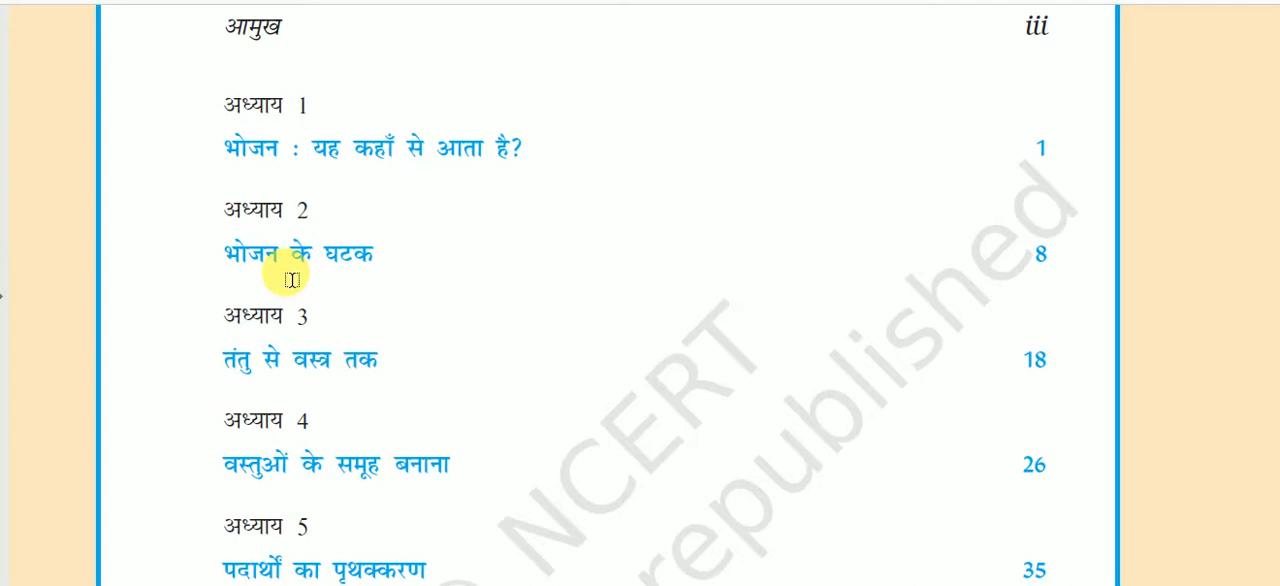 आमुख iii
अध्याय 1
भोजन : यह कहाँ से आता है? 1
अध्याय 2
भोजन के घटक 8
अध्याय 3
तंतु से वस्त्र तक 18
अध्याय 4
वस्तुओं के समूह बनाना 26
अध्याय 5
पदार्थों का पृथक्करण 35
NCERT
republished